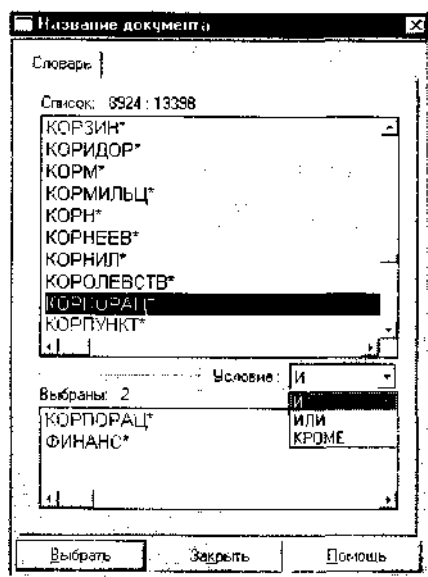 Название документа
Словарь
Список: 8924 : 13398
КОРЗИН*
КОРИДОР*
КОРМ*
КОРМИЛЬЦ*
КОРН*
КОРНЕЕВ*
КОРНИЛ*
КОРОЛЕВСТВ*
КОРПОРАЦ*
КОРПУНКТ*
Условие: И
Выбраны: 2
И
ИЛИ
КРОМЕ
КОРПОРАЦ*
ФИНАНС*
Выбрать Закрыть Помощь